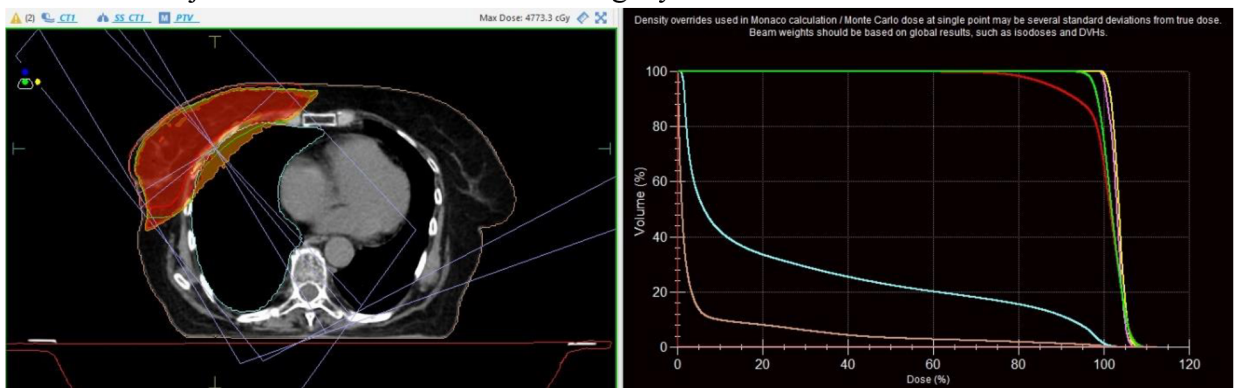 (2) CT1 SS_CT1 M PTV Max Dose: 4773.3 cGy
Density overrides used in Monaco calculation / Monte Carlo dose at single point may be several standard deviations from true dose.
Beam weights should be based on global results, such as isodoses and DVHs.
100
80
60
40
20
0
Volume (%)
0 20 40 60 80 100 120
Dose (%)